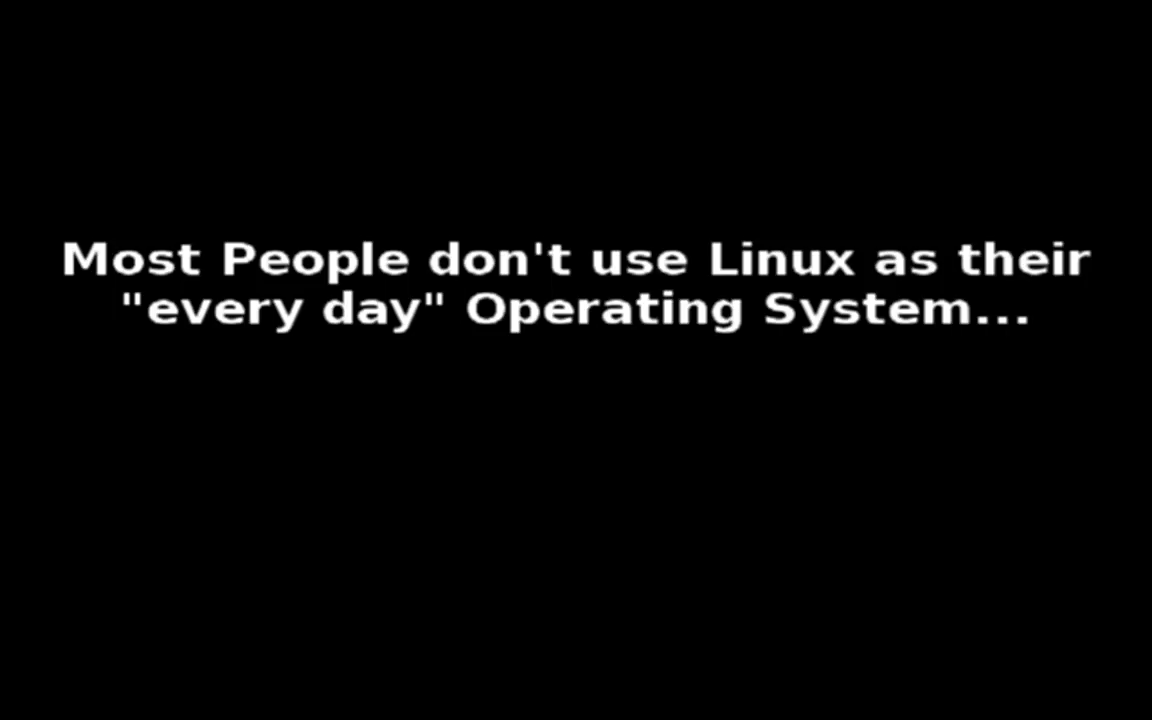 Most People don't use Linux as their
"every day" Operating System...